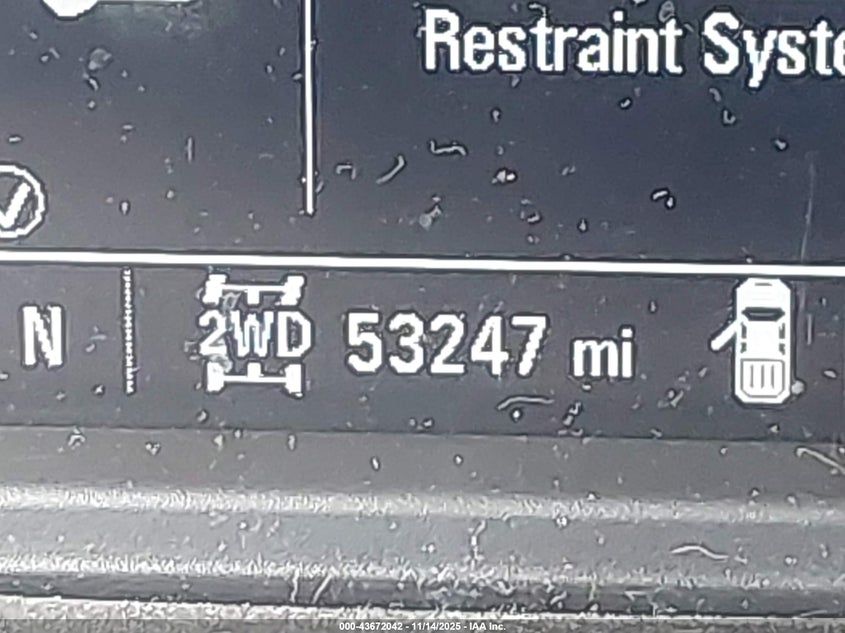 Restraint Syste
N 2WD 53247 mi
000-43672042 - 11/14/2025 - IAA Inc.